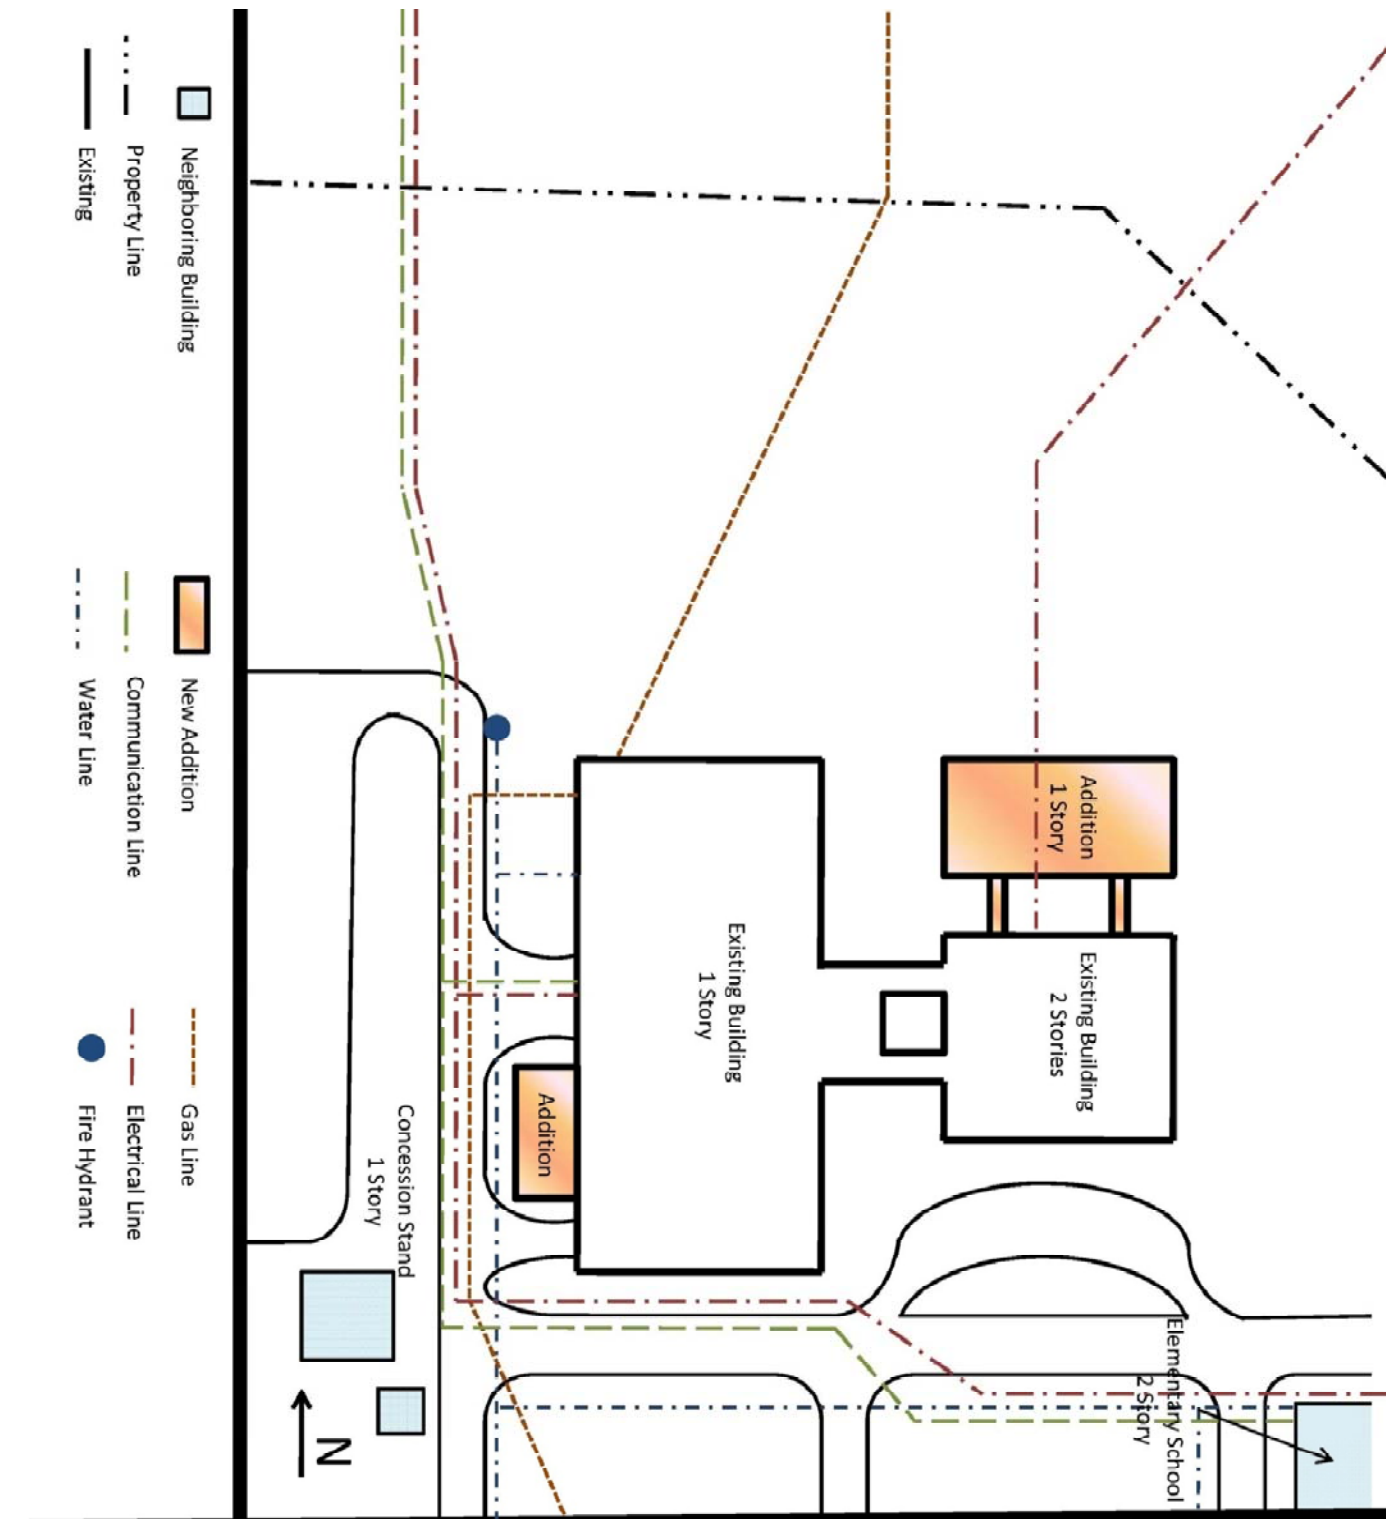 Addition
1 Story
Existing Building
2 Stories
Existing Building
1 Story
Addition
Elementary School
2 Story
Concession Stand
1 Story
N
Neighboring Building
New Addition
Gas Line
Property Line
Communication Line
Electrical Line
Existing
Water Line
Fire Hydrant